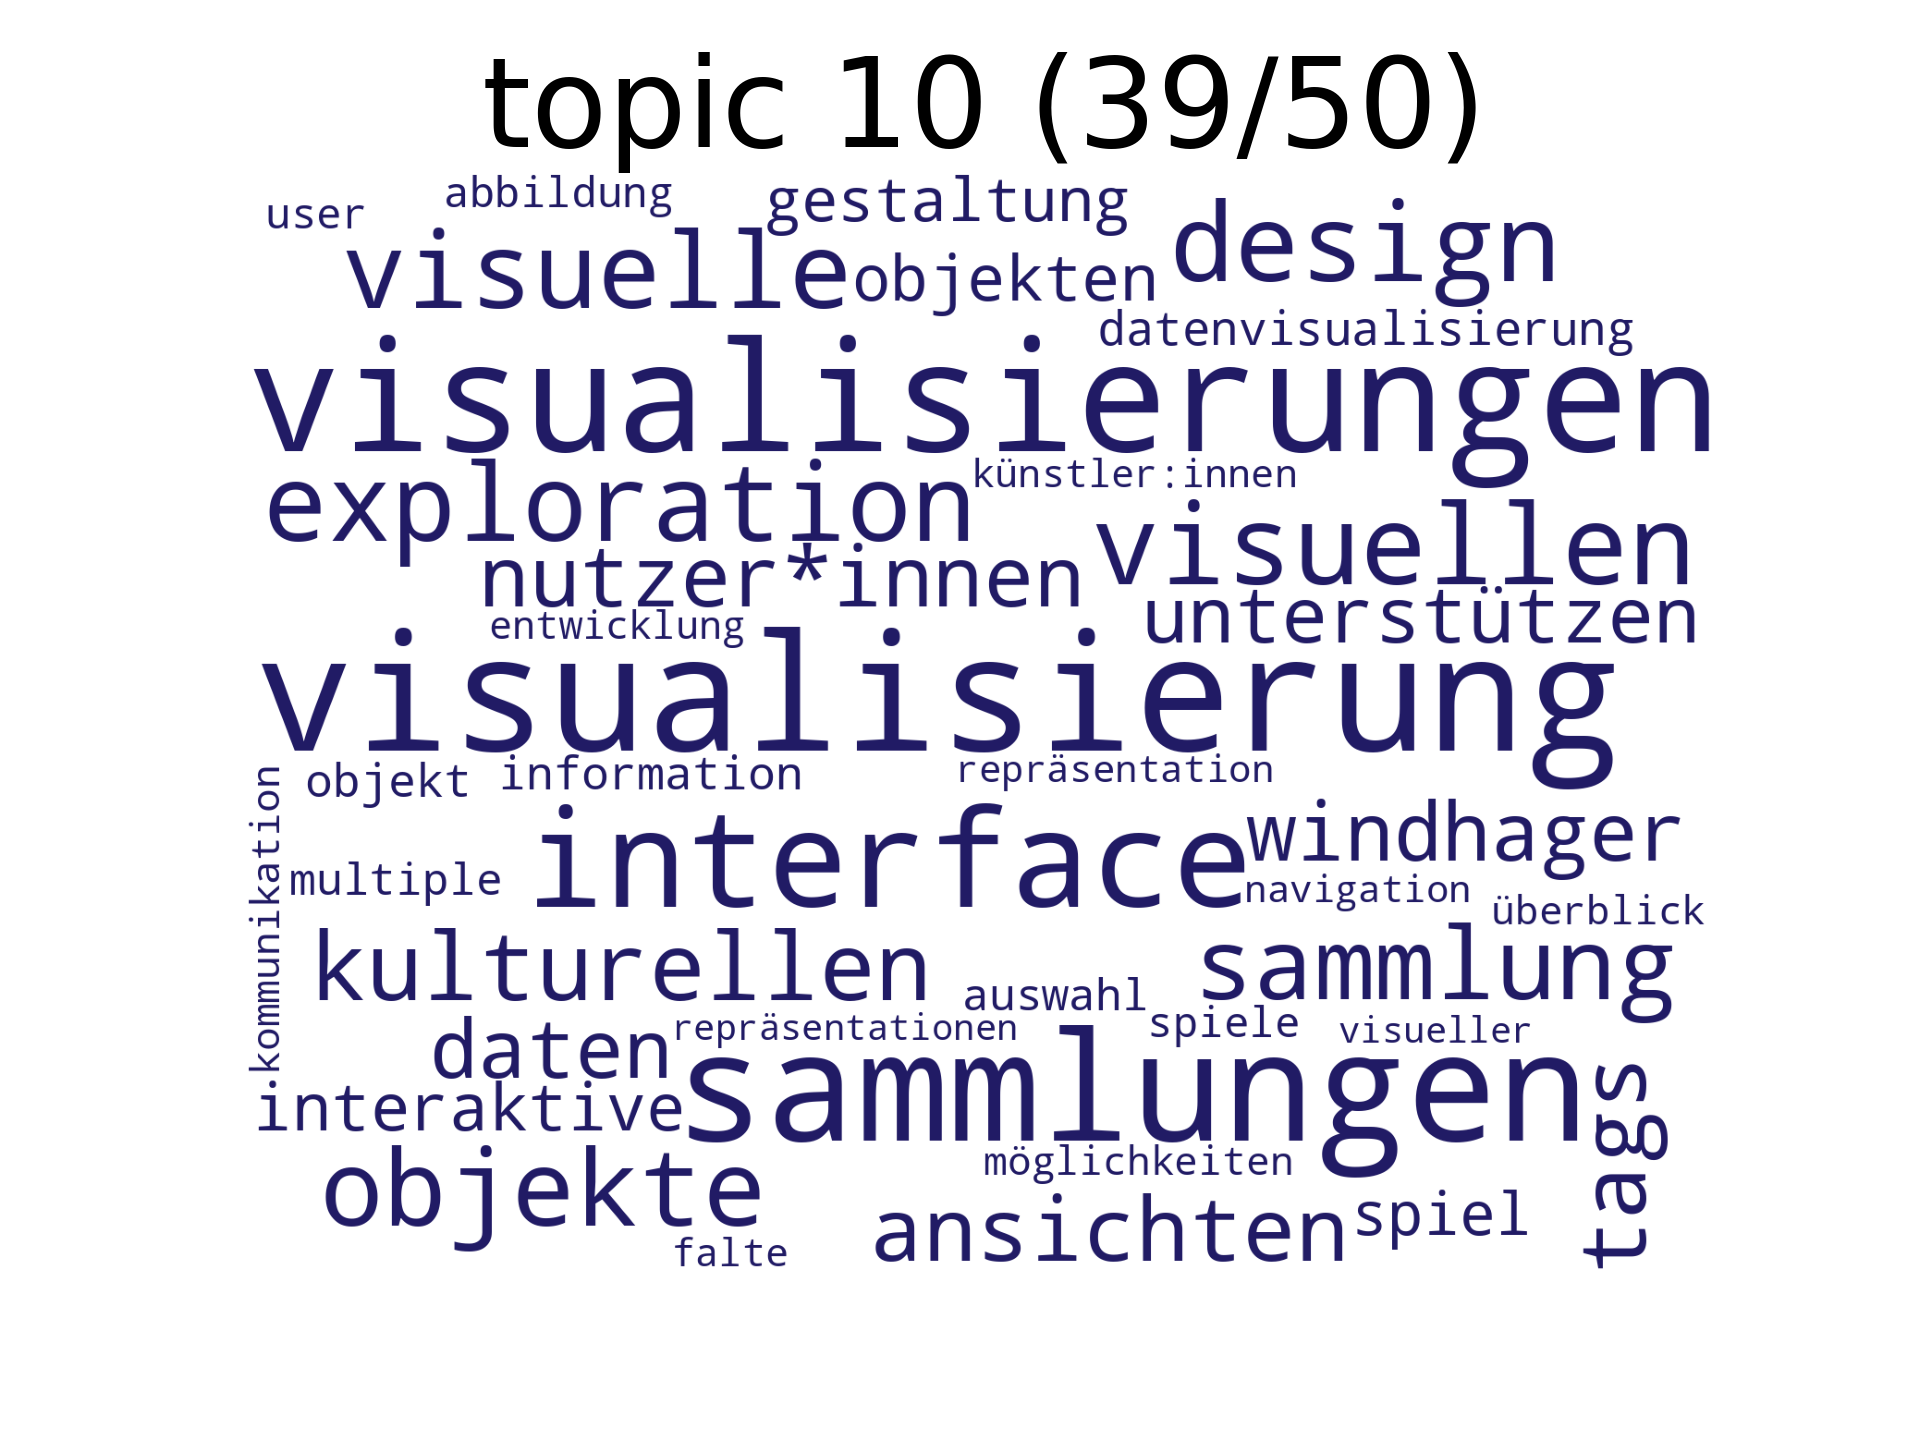 topic 10 (39/50)
user
abbildung
gestaltung
design
visuelle
objekten
datenvisualisierung
visualisierungen
exploration
künstler:innen
visuellen
nutzer*innen
unterstützen
entwicklung
visualisierung
objekt
information
repräsentation
kommunikation
multiple
interface
windhager
navigation
überblick
kulturellen
auswahl
sammlung
daten
repräsentationen
spiele
visueller
sammlungen
interaktive
tags
objekte
möglichkeiten
falte
ansichten
spiel